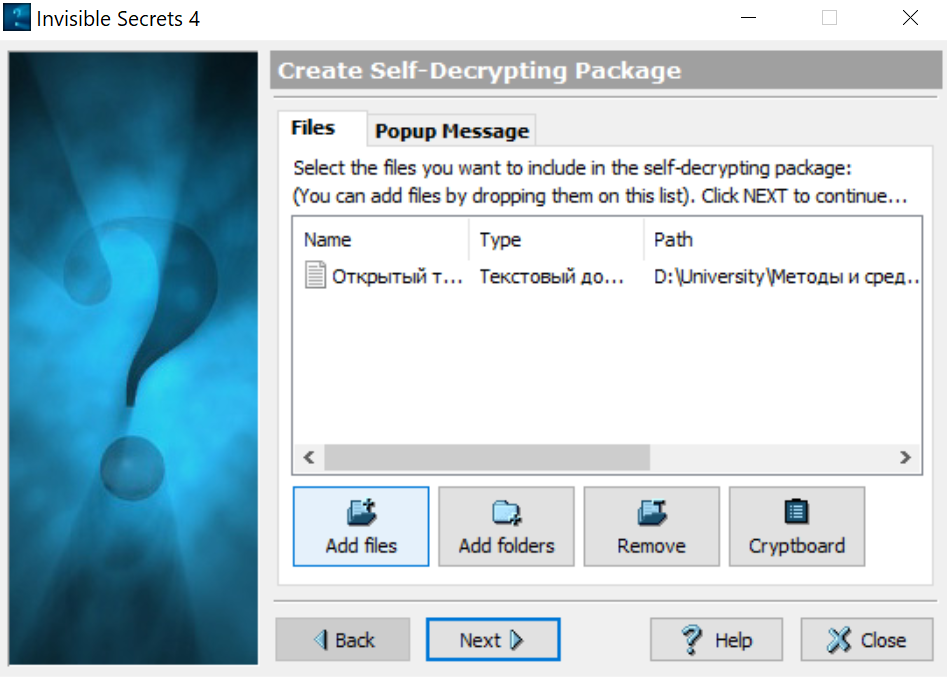 Invisible Secrets 4
Create Self-Decrypting Package
Files Popup Message
Select the files you want to include in the self-decrypting package:
(You can add files by dropping them on this list). Click NEXT to continue...
Name Type Path
Открытый т... Текстовый до... D:\University\Методы и сред..
Add files Add folders Remove Cryptboard
Back Next Help Close